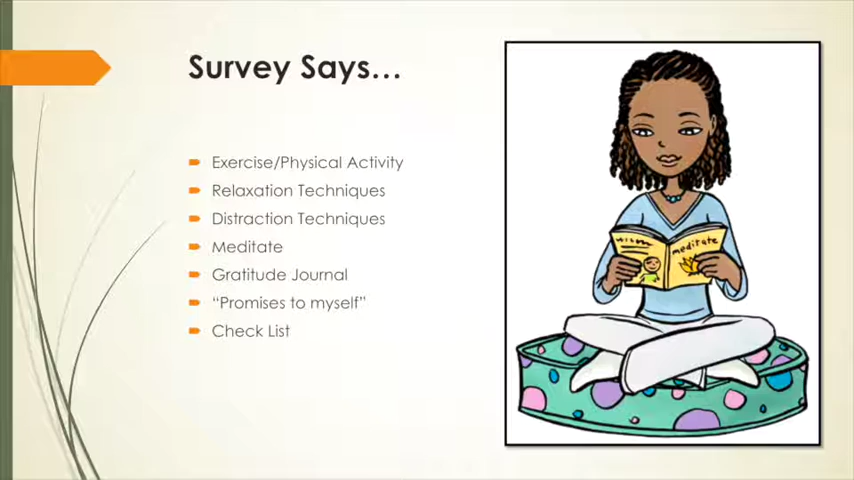 Survey Says…
Exercise/Physical Activity
Relaxation Techniques
Distraction Techniques
Meditate
Gratitude Journal
“Promises to myself”
Check List
meditate